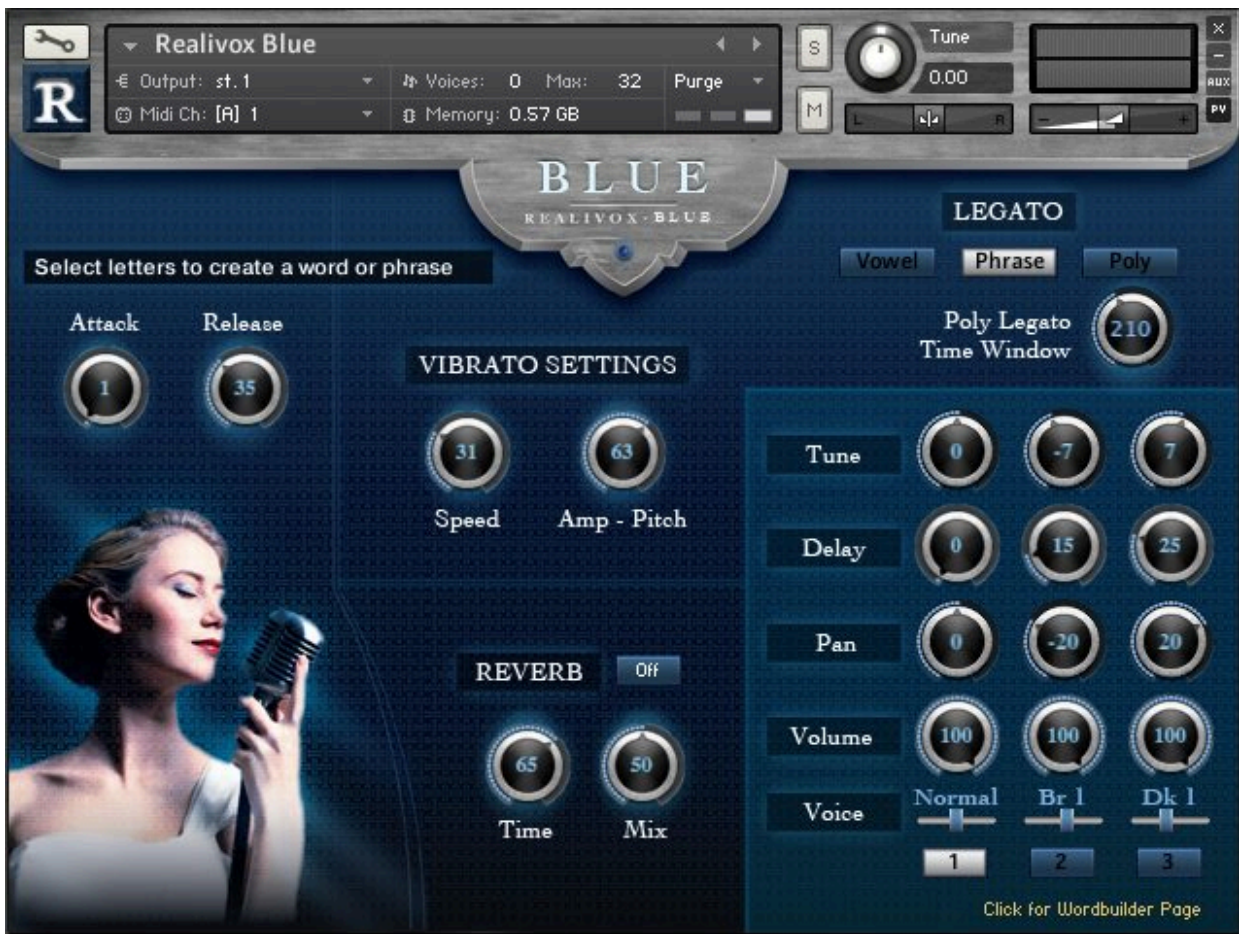 Realivox Blue
Output: st. 1
Voices: 0 Max: 32
Purge
Midi Ch: [A] 1
Memory: 0.57 GB
R
S
M
Tune
0.00
L
R
-
+
×
-
AUX
PV
BLUE
REALIVOX-BLUE
LEGATO
Vowel
Phrase
Poly
Poly Legato
Time Window
210
Select letters to create a word or phrase
Attack
Release
1
35
VIBRATO SETTINGS
31
63
Speed
Amp - Pitch
REVERB
Off
65
50
Time
Mix
Tune
0
-7
7
Delay
0
15
25
Pan
0
-20
20
Volume
100
100
100
Voice
Normal
Br 1
Dk 1
1
2
3
Click for Wordbuilder Page